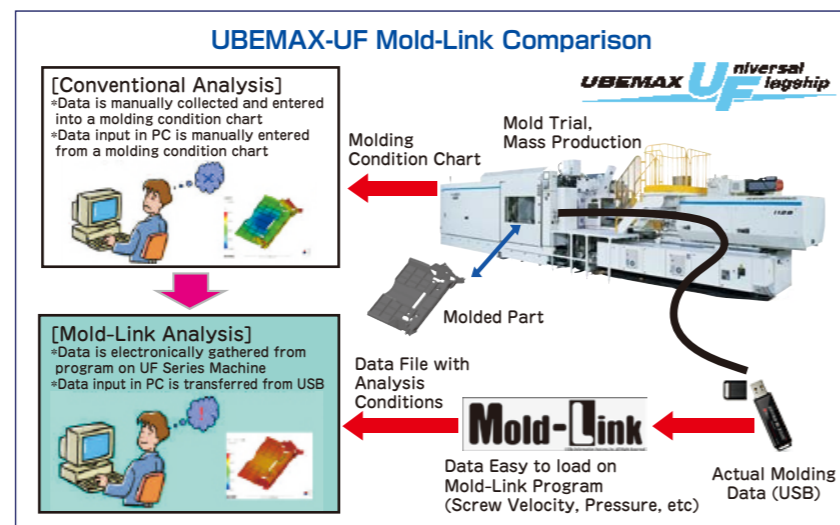 UBEMAX-UF Mold-Link Comparison
[Conventional Analysis]
*Data is manually collected and entered
into a molding condition chart
*Data input in PC is manually entered
from a molding condition chart
UBEMAX UF niversal
lagship
Molding
Condition Chart
Mold Trial,
Mass Production
Molded Part
[Mold-Link Analysis]
*Data is electronically gathered from
program on UF Series Machine
*Data input in PC is transferred from USB
Data File with
Analysis
Conditions
Mold-Link
Data Easy to load on
Mold-Link Program
(Screw Velocity, Pressure, etc)
Actual Molding
Data (USB)